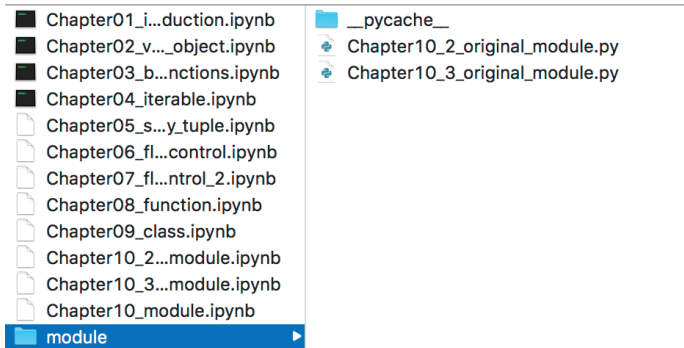 Chapter01_i...duction.ipynb
Chapter02_v..._object.ipynb
Chapter03_b...nctions.ipynb
Chapter04_iterable.ipynb
Chapter05_s...y_tuple.ipynb
Chapter06_fl...control.ipynb
Chapter07_fl...ntrol_2.ipynb
Chapter08_function.ipynb
Chapter09_class.ipynb
Chapter10_2...module.ipynb
Chapter10_3...module.ipynb
Chapter10_module.ipynb
module
__pycache__
Chapter10_2_original_module.py
Chapter10_3_original_module.py